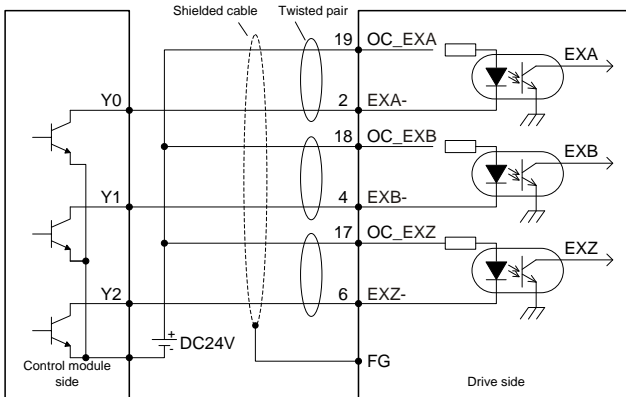 Shielded cable
Twisted pair
19 OC_EXA
EXA
Y0
2 EXA-
18 OC_EXB
EXB
Y1
4 EXB-
17 OC_EXZ
EXZ
Y2
6 EXZ-
+
-
DC24V
Control module
side
FG
Drive side